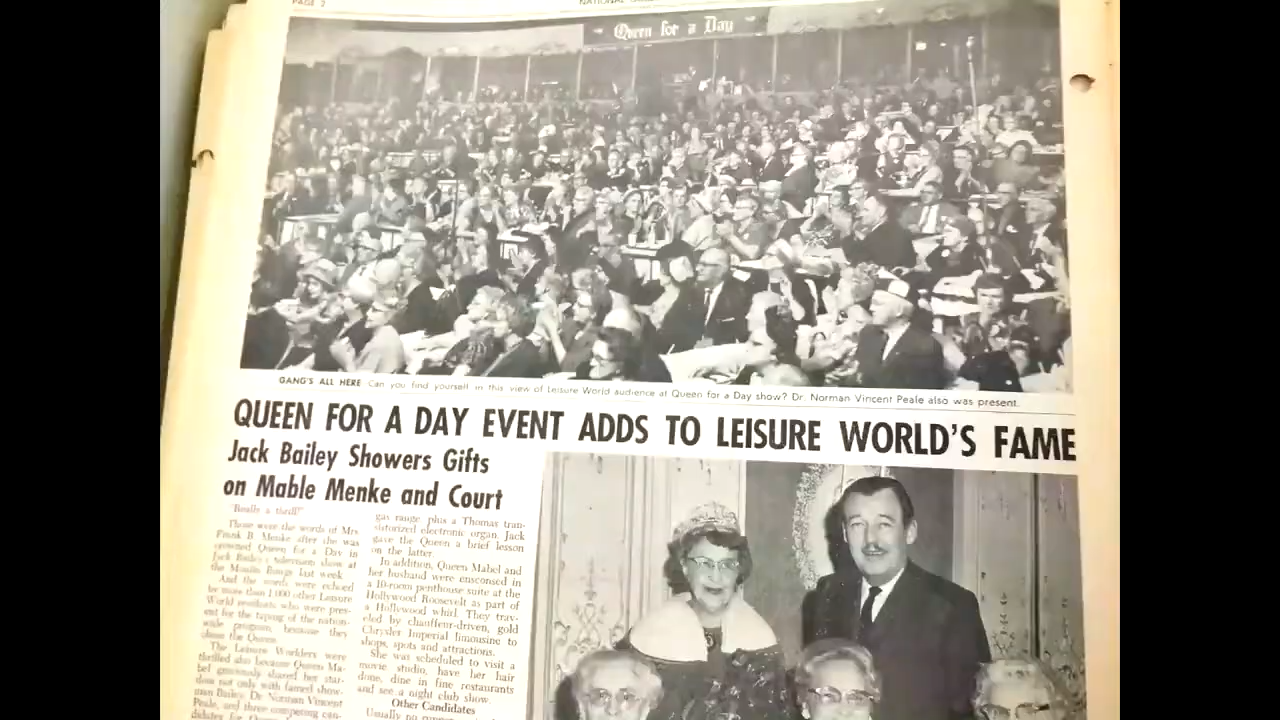 PAGE 2
Queen for a Day
GANG'S ALL HERE Can you find yourself in this view of Leisure World audience at Queen for a Day show? Dr. Norman Vincent Peale also was present.
QUEEN FOR A DAY EVENT ADDS TO LEISURE WORLD'S FAME
Jack Bailey Showers Gifts
on Mable Menke and Court
"Really a thrill!"
Those were the words of Mrs.
Frank B. Menke after she was
crowned Queen for a Day in
Jack Bailey's television show at
the Moulin Rouge last week.
And the words were echoed
by more than 1,000 other Leisure
World residents who were pres-
ent for the taping of the nation-
wide program, because they
chose the Queen.
The Leisure Worlders were
thrilled also because Queen Ma-
bel graciously shared her star-
dom not only with famed show-
man Bailey, Dr. Norman Vincent
Peale, and three competing can-
didates for Queen
gas range plus a Thomas tran-
sistorized electronic organ. Jack
gave the Queen a brief lesson
on the latter.
In addition, Queen Mabel and
her husband were ensconsed in
a 10-room penthouse suite at the
Hollywood Roosevelt as part of
a Hollywood whirl. They trav-
eled by chauffeur-driven, gold
Chrysler Imperial limousine to
shops, spots and attractions.
She was scheduled to visit a
movie studio, have her hair
done, dine in fine restaurants
and see a night club show.
Other Candidates
Usually no